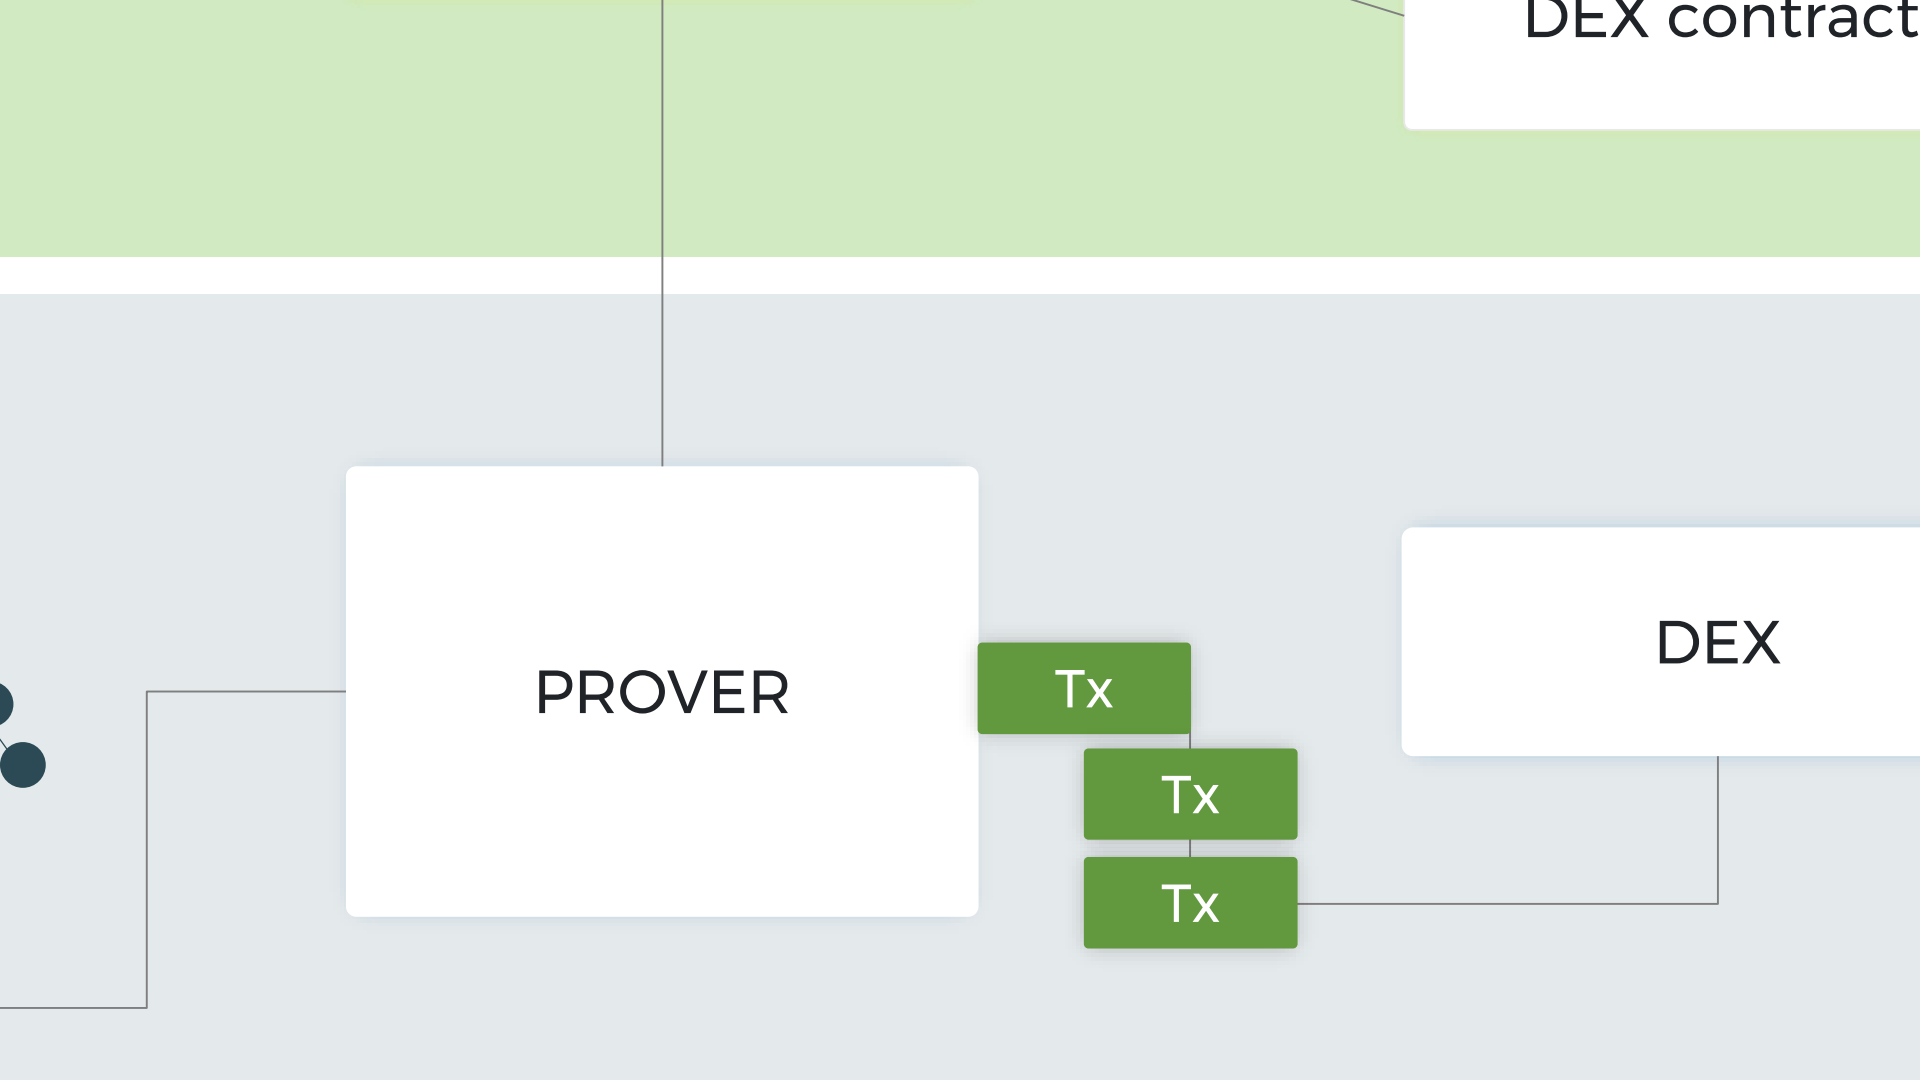 DEX contract
DEX
PROVER
Tx
Tx
Tx